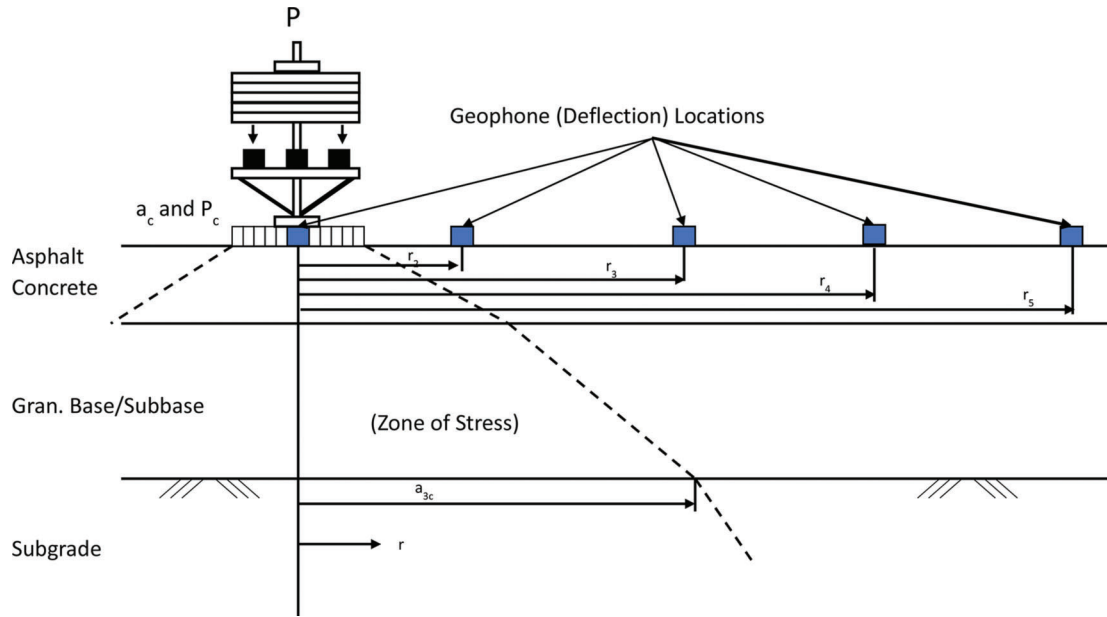 P
Geophone (Deflection) Locations
a_c and P_c
Asphalt
Concrete
r_2
r_3
r_4
r_5
Gran. Base/Subbase
(Zone of Stress)
a_3c
Subgrade
r